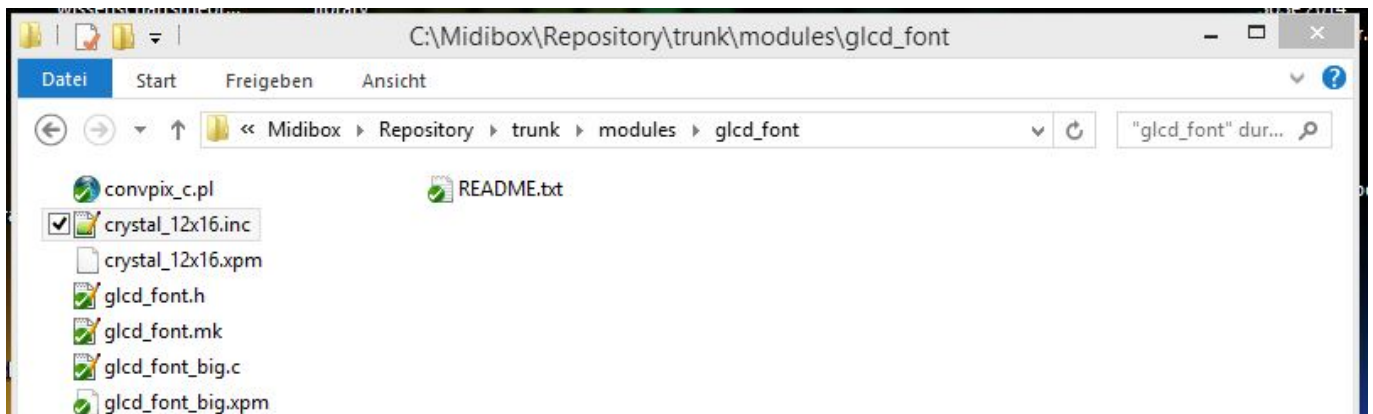 C:\Midibox\Repository\trunk\modules\glcd_font
Datei Start Freigeben Ansicht
« Midibox Repository trunk modules glcd_font "glcd_font" dur...
convpix_c.pl README.txt
crystal_12x16.inc
crystal_12x16.xpm
glcd_font.h
glcd_font.mk
glcd_font_big.c
glcd_font_big.xpm